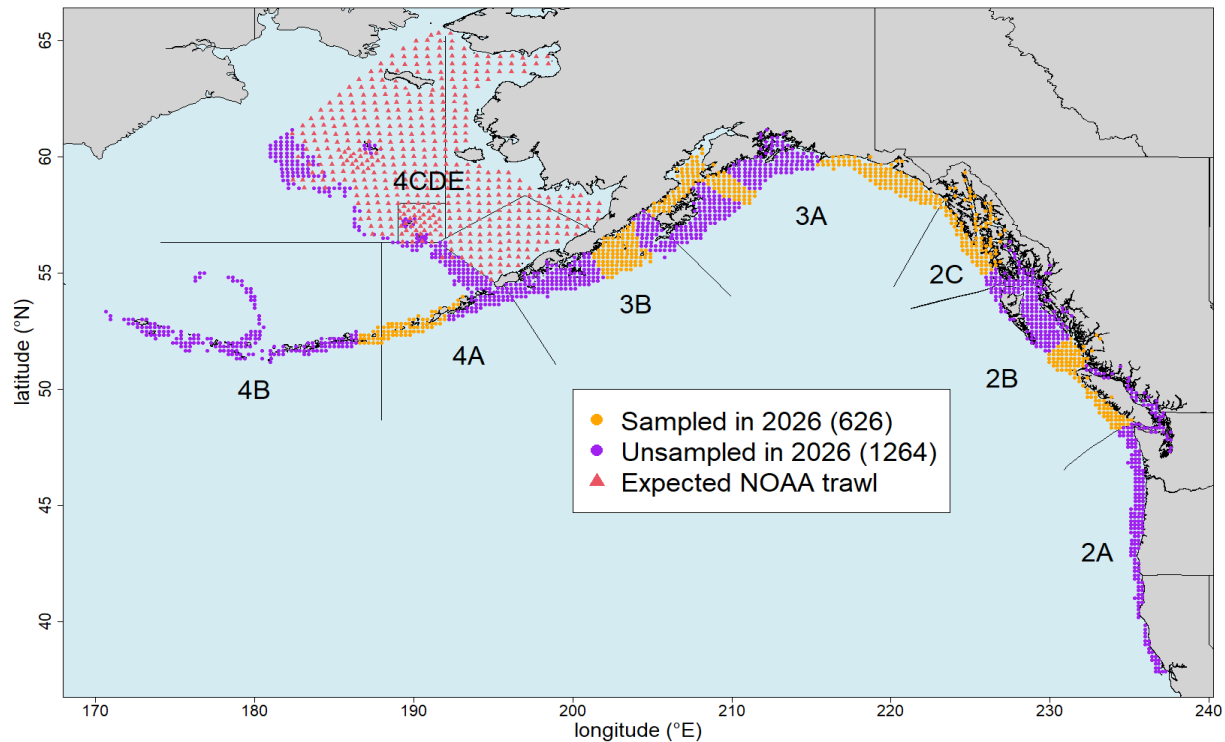 65
60
55
50
45
40
latitude (°N)
4CDE
3A
2C
3B
4A
4B
2B
2A
Sampled in 2026 (626)
Unsampled in 2026 (1264)
Expected NOAA trawl
170 180 190 200 210 220 230 240
longitude (°E)